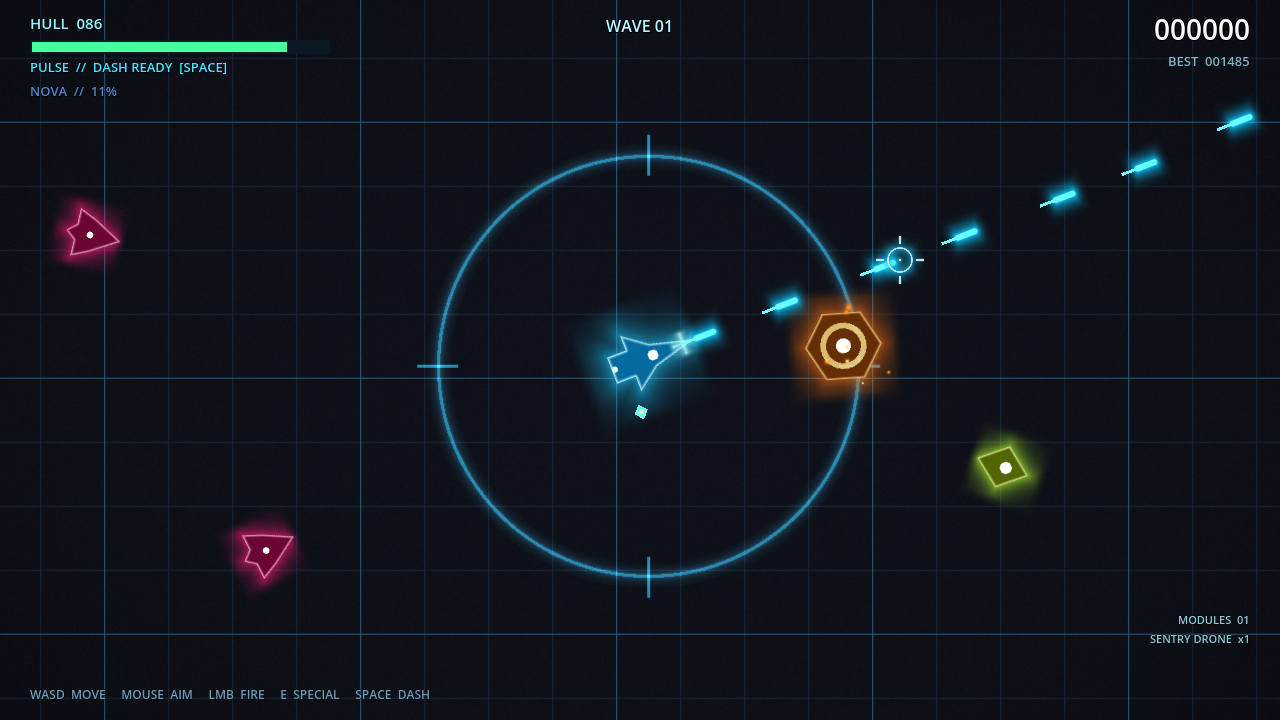 HULL 086
WAVE 01
000000
BEST 001485
PULSE // DASH READY [SPACE]
NOVA // 11%
MODULES 01
SENTRY DRONE x1
WASD MOVE MOUSE AIM LMB FIRE E SPECIAL SPACE DASH